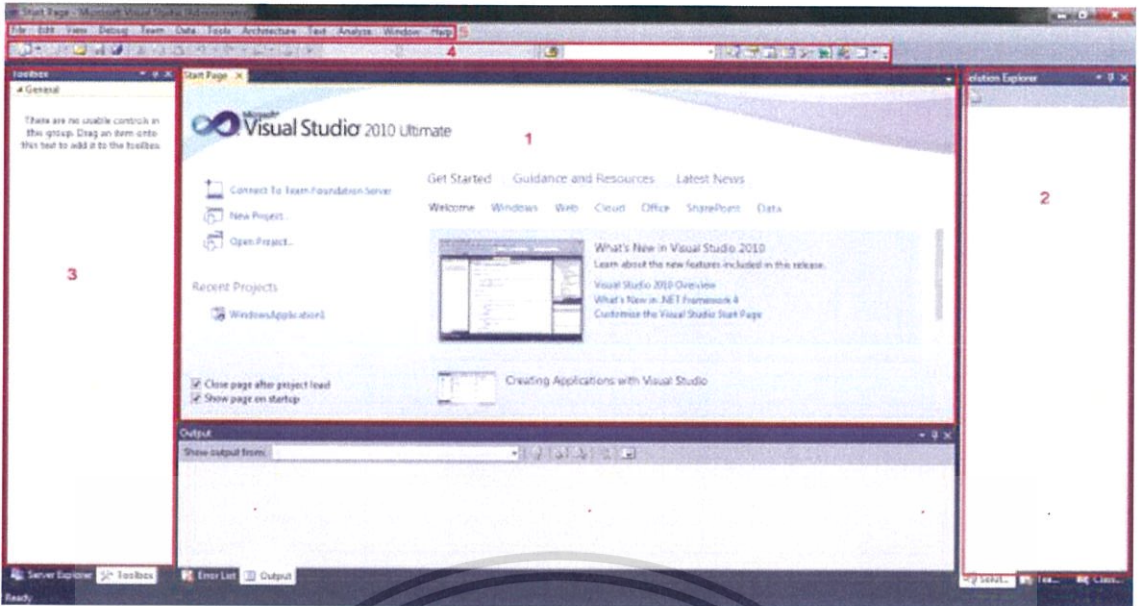 Start Page - Microsoft Visual Studio (Administrator)
File Edit View Debug Team Data Tools Architecture Test Analyze Window Help 5
4
Toolbox
General
There are no usable controls in
this group. Drag an item onto
this text to add it to the toolbox.
3
Start Page
Microsoft
Visual Studio 2010 Ultimate
1
Connect To Team Foundation Server
New Project...
Open Project...
Recent Projects
WindowsApplication1
Close page after project load
Show page on startup
Get Started Guidance and Resources Latest News
Welcome Windows Web Cloud Office SharePoint Data
What's New in Visual Studio 2010
Learn about the new features included in this release.
Visual Studio 2010 Overview
What's New in .NET Framework 4
Customize the Visual Studio Start Page
Creating Applications with Visual Studio
Solution Explorer
2
Output
Show output from:
Server Explorer Toolbox
Error List Output
Solut... Tea... Class...
Ready